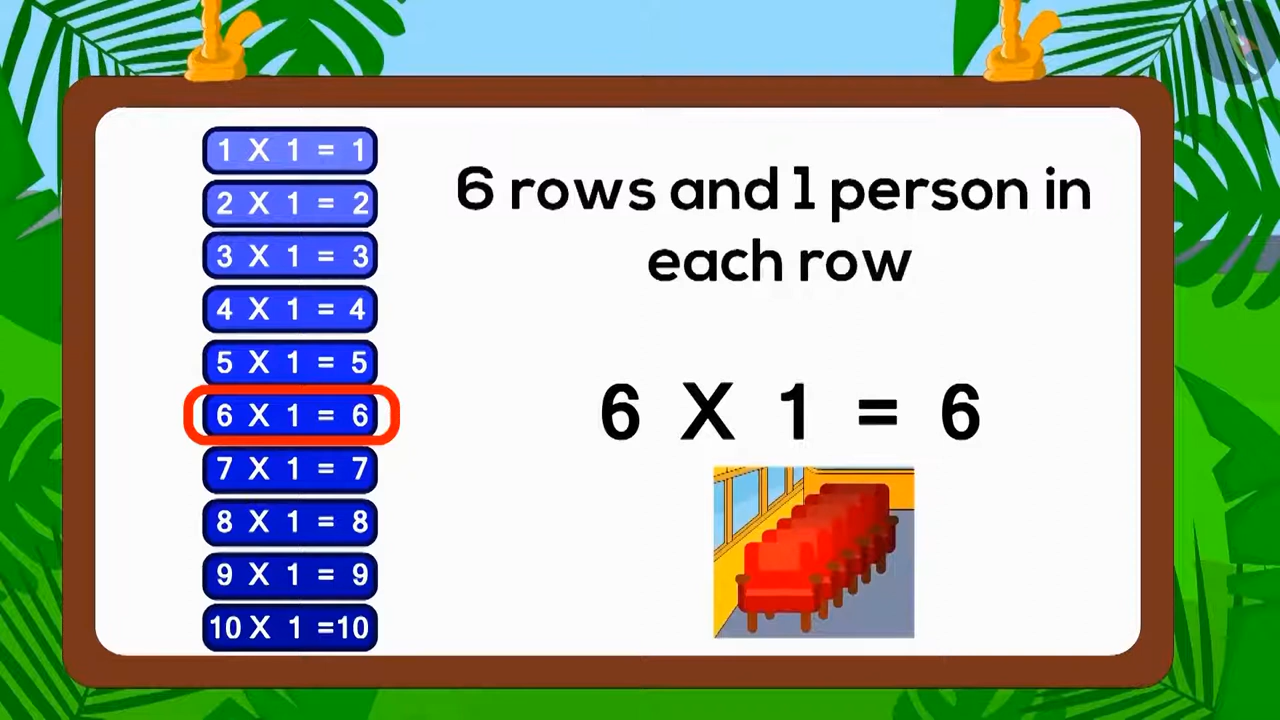 1 X 1 = 1
2 X 1 = 2
3 X 1 = 3
4 X 1 = 4
5 X 1 = 5
6 X 1 = 6
7 X 1 = 7
8 X 1 = 8
9 X 1 = 9
10 X 1 =10
6 rows and 1 person in
each row
6 X 1 = 6